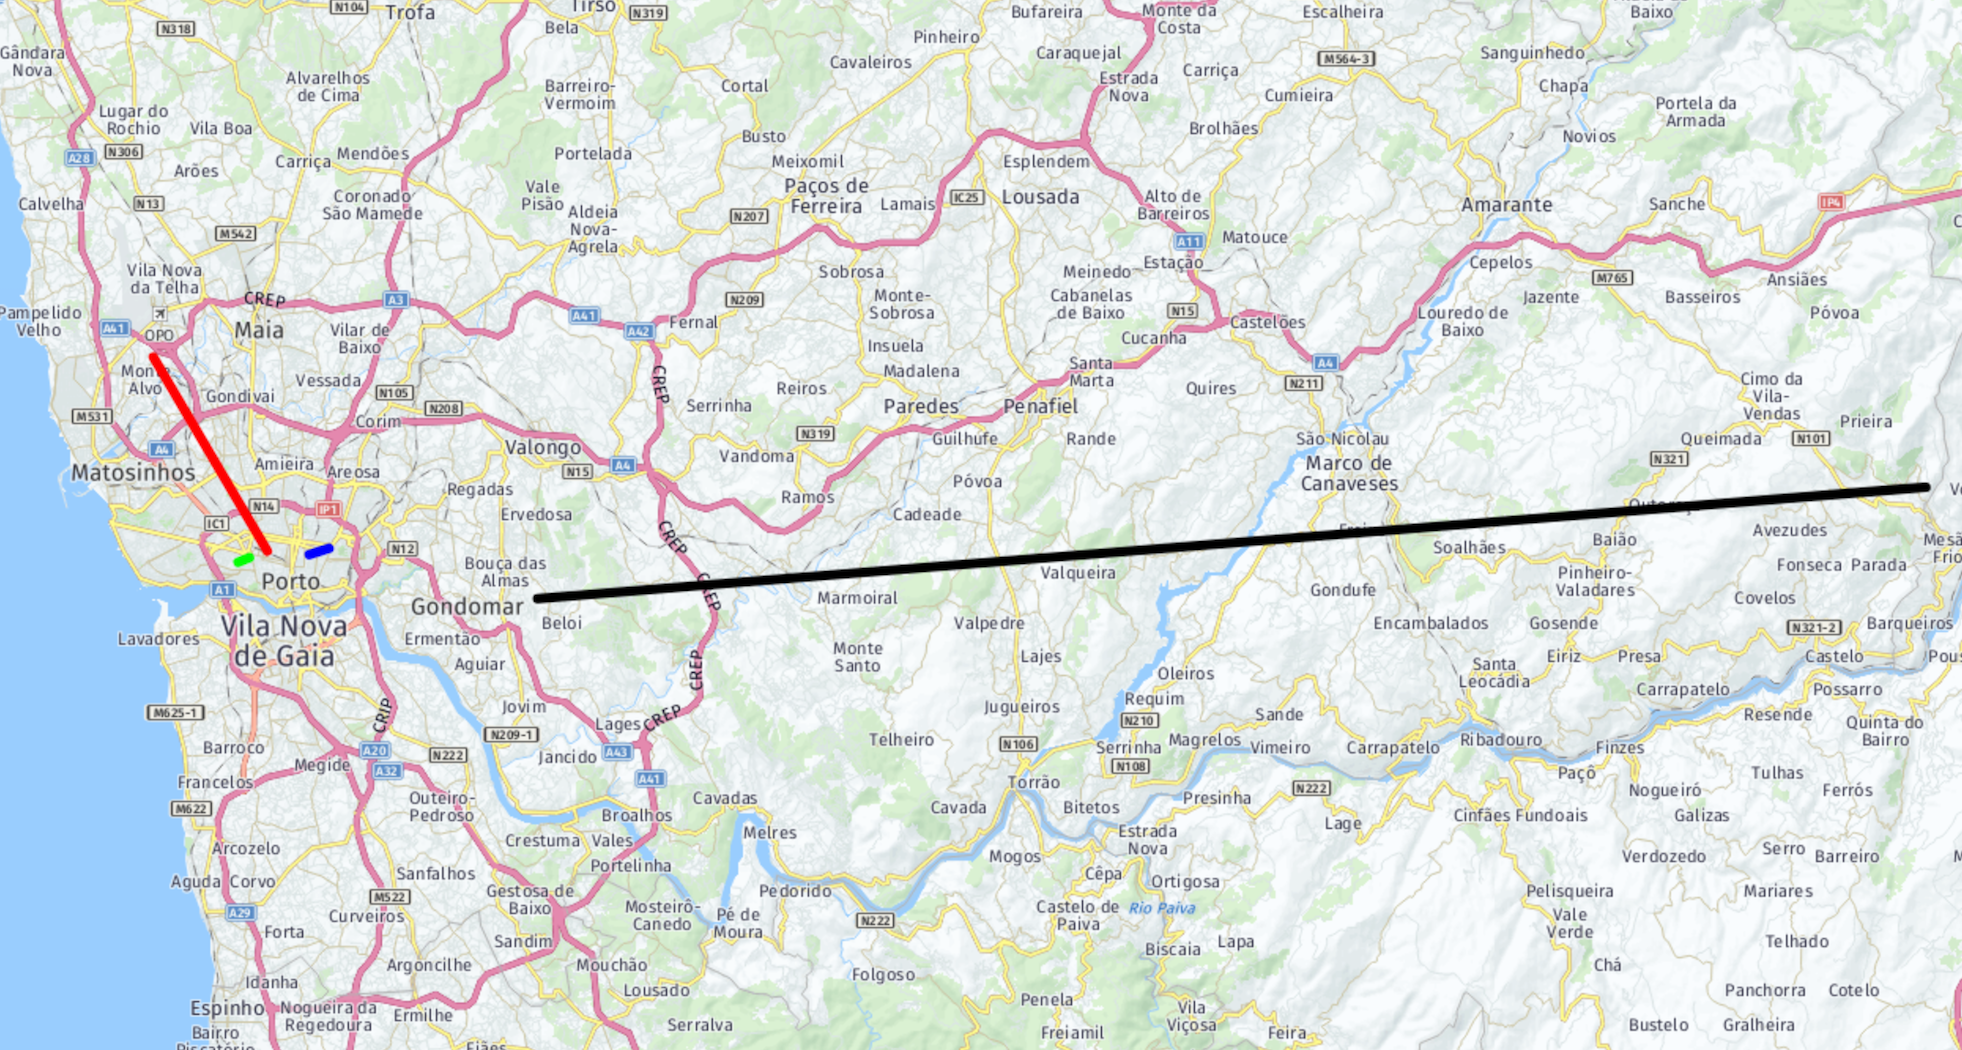 N104
Trofa
Tirso
N319
Bufareira
Monte da
Costa
Escalheira
Baixo
N318
Bela
Pinheiro
Gândara
Nova
Caraquejal
Sanguinhedo
Cavaleiros
M564-3
Alvarelhos
de Cima
Barreiro-
Vermoim
Cortal
Estrada
Nova
Carriça
Cumieira
Chapa
Portela da
Armada
Lugar do
Rochio
Vila Boa
Busto
Brolhães
Novios
A28
N306
Carriça
Mendões
Portelada
Meixomil
Esplendem
Arões
Coronado
São Mamede
Vale
Pisão
Paços de
Ferreira
Lamais
IC25
Lousada
Alto de
Barreiros
Amarante
Sanche
IP4
Calvelha
N13
Aldeia
Nova-
Agrela
N207
M542
A11
Matouce
Vila Nova
da Telha
Sobrosa
Meinedo
Estação
Cepelos
M765
Ansiães
CREP
A3
N209
Monte-
Sobrosa
Cabanelas
de Baixo
N15
Jazente
Basseiros
Póvoa
Pampelido
Velho
A41
OPO
Maia
Vilar de
Baixo
A41
A42
Fernal
Cucanha
Castelões
Louredo de
Baixo
Insuela
Madalena
Santa
Marta
A4
N211
Alvo
Vessada
Gondivai
N105
N208
CREP
Reiros
Serrinha
Paredes
Penafiel
Quires
Cimo da
Vila-
Vendas
M531
Corim
Prieira
A4
Valongo
N319
Guilhufe
Rande
São Nicolau
Queimada
N101
Matosinhos
Amieira
Areosa
N15
A4
Vandoma
Marco de
Canaveses
N321
Regadas
Póvoa
Ramos
N14
IP1
Ervedosa
Cadeade
IC1
CREP
Avezudes
N12
Bouça das
Almas
Soalhães
Baião
Valqueira
Fonseca
Parada
Porto
A1
Gondomar
Marmoiral
Gondufe
Pinheiro-
Valadares
Covelos
Vila Nova
de Gaia
Beloi
Valpedre
Encambalados
Gosende
N321-2
Barqueiros
Lavadores
Ermentão
Aguiar
Monte
Santo
Lajes
CREP
Santa
Leocádia
Eiriz
Presa
Castelo
Oleiros
Requim
Carrapatelo
Possarro
M625-1
CRIP
Jovim
Lages
CREP
Jugueiros
N210
Sande
Resende
Quinta do
Bairro
N209-1
Telheiro
N106
Serrinha
Magrelos
Vimeiro
Carrapatelo
Ribadouro
Finzes
Barroco
A20
N222
Jancido
A43
Megide
A32
A41
N108
Paçô
Tulhas
Francelos
Torrão
N222
Nogueiró
Ferrós
M622
Outeiro-
Pedroso
Broalhos
Cavadas
Cavada
Bitetos
Presinha
Lage
Cinfães
Fundoais
Galizas
Arcozelo
Crestuma
Vales
Melres
Estrada
Nova
Portelinha
Mogos
Verdozedo
Serro
Barreiro
Aguda
Corvo
Sanfalhos
Gestosa de
Baixo
Pedorido
Cêpa
Ortigosa
Pelisqueira
Mariares
A29
M522
Curveiros
Mosteirô-
Canedo
Pé de
Moura
N222
Castelo de
Paiva
Rio Paiva
Vale
Verde
Forta
Sandim
Biscaia
Lapa
Telhado
Argoncilhe
Mouchão
Folgoso
Chá
Idanha
Lousado
Penela
Panchorra
Cotelo
Espinho
Nogueira da
Regedoura
Ermilhe
Serralva
Vila
Viçosa
Freiamil
Feira
Bustelo
Gralheira
Bairro